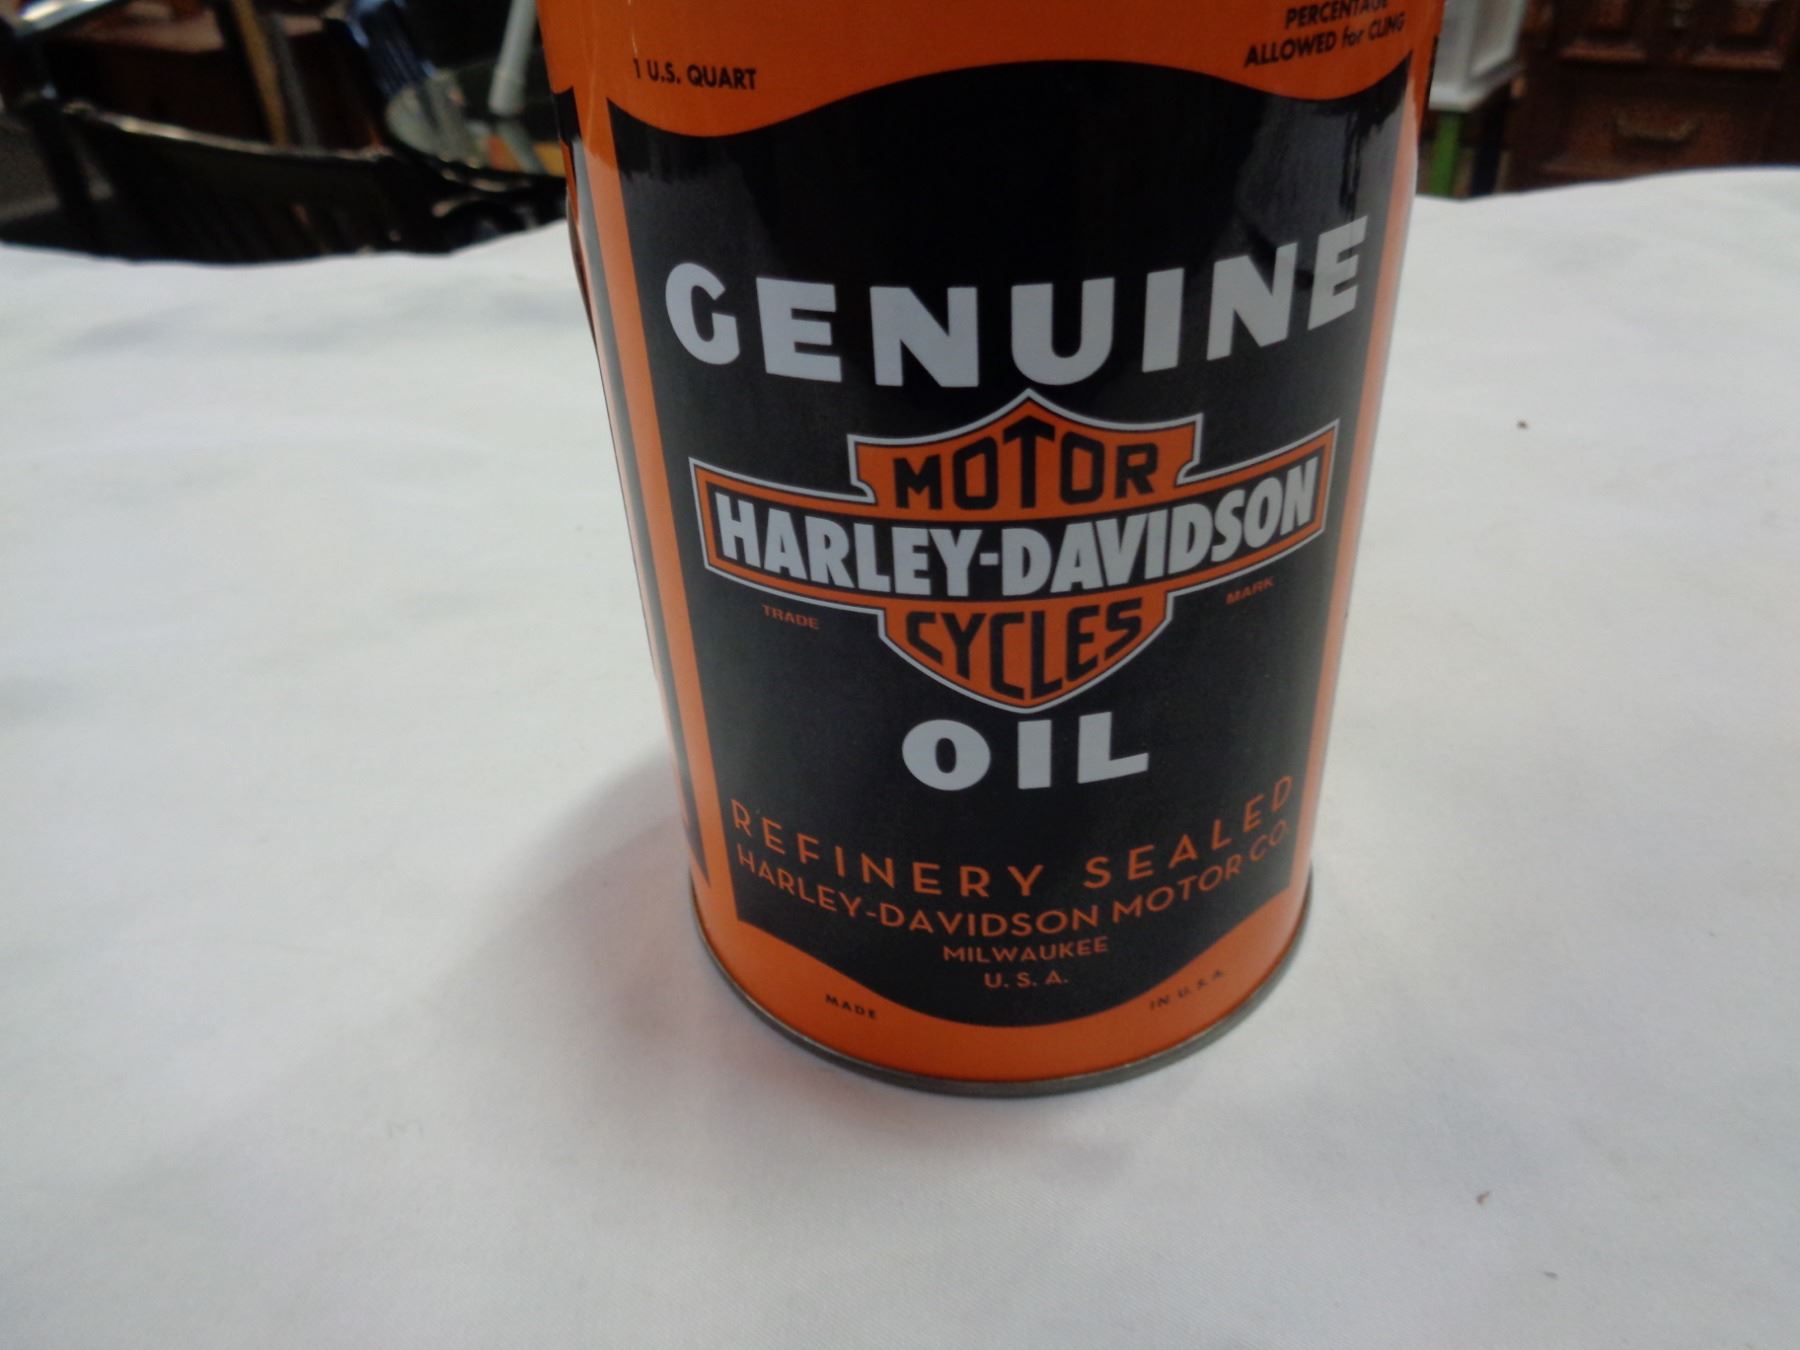 1 U.S. QUART
PERCENTAGE
ALLOWED for CLING
GENUINE
MOTOR
HARLEY-DAVIDSON
CYCLES
TRADE MARK
OIL
REFINERY SEALED
HARLEY-DAVIDSON MOTOR CO.
MILWAUKEE
U. S. A.
MADE IN U. S. A.